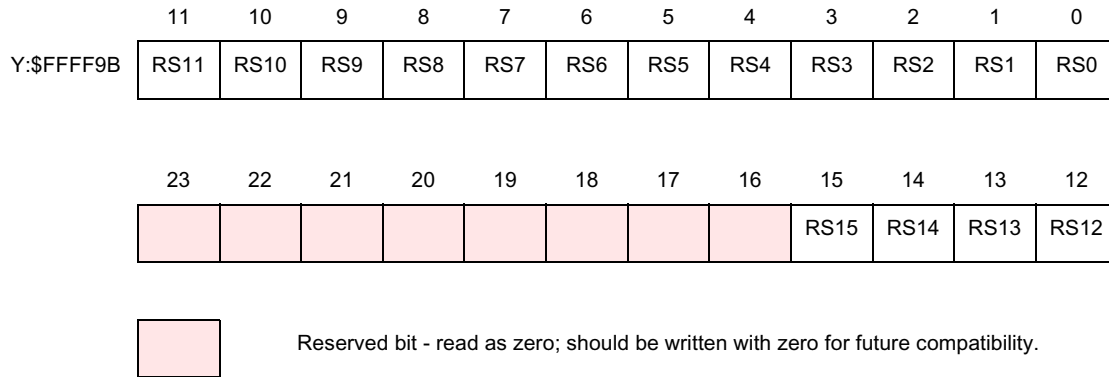 11 10 9 8 7 6 5 4 3 2 1 0
Y:$FFFF9B RS11 RS10 RS9 RS8 RS7 RS6 RS5 RS4 RS3 RS2 RS1 RS0
23 22 21 20 19 18 17 16 15 14 13 12
RS15 RS14 RS13 RS12
Reserved bit - read as zero; should be written with zero for future compatibility.